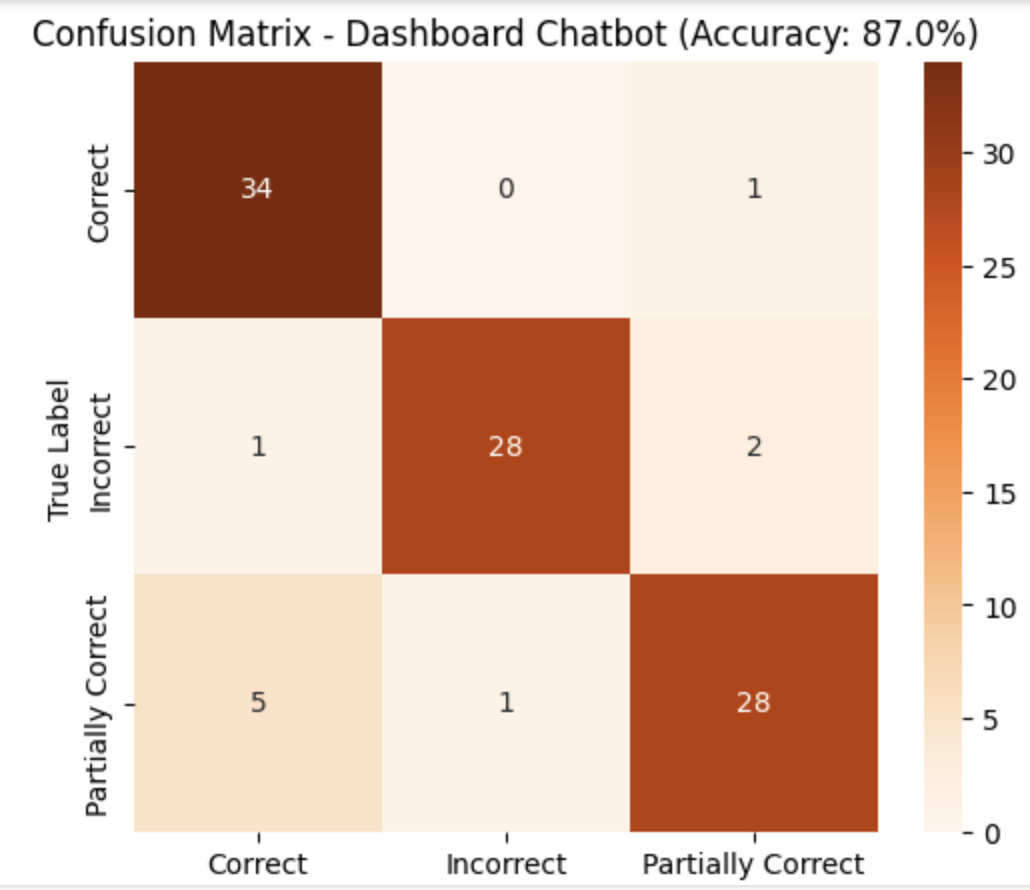 Confusion Matrix - Dashboard Chatbot (Accuracy: 87.0%)
Correct
34 0 1
30
25
True Label
Incorrect
1 28 2
20
15
10
Partially Correct
5 1 28
5
0
Correct Incorrect Partially Correct